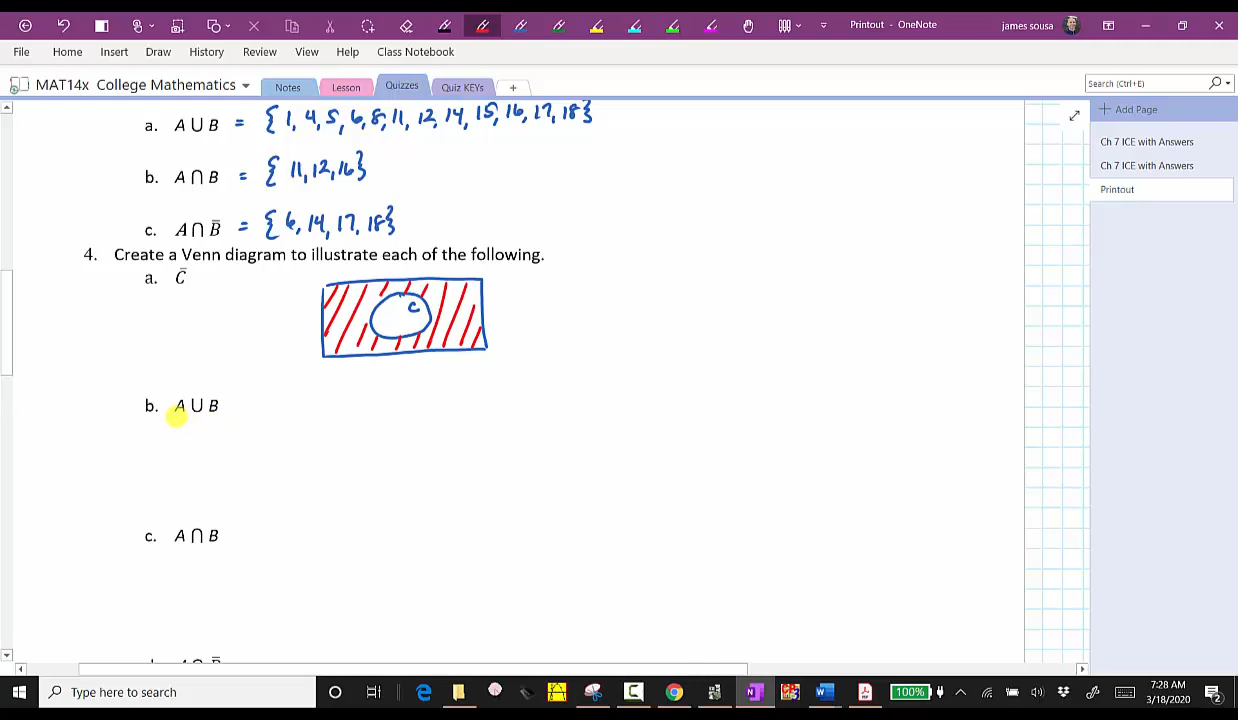 Printout - OneNote
james sousa
File Home Insert Draw History Review View Help Class Notebook
MAT14x College Mathematics
Notes Lesson Quizzes Quiz KEYs +
Search (Ctrl+E)
Add Page
Ch 7 ICE with Answers
Ch 7 ICE with Answers
Printout
a. A ∪ B = {1, 4, 5, 6, 8, 11, 12, 14, 15, 16, 17, 18}
b. A ∩ B = {11, 12, 16}
c. A ∩ B̅ = {6, 14, 17, 18}
4. Create a Venn diagram to illustrate each of the following.
a. C̅
C
b. A ∪ B
c. A ∩ B
Type here to search
100%
7:28 AM
3/18/2020
2